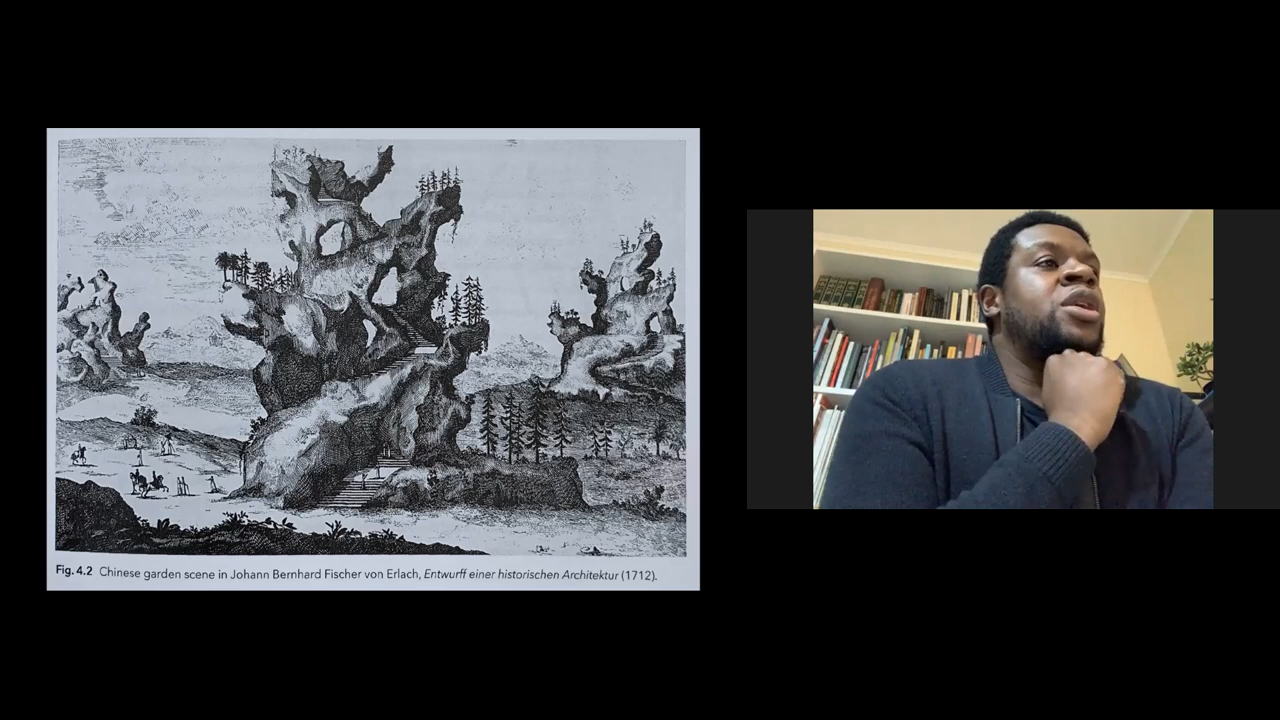 Fig. 4.2 Chinese garden scene in Johann Bernhard Fischer von Erlach, Entwurff einer historischen Architektur (1712).